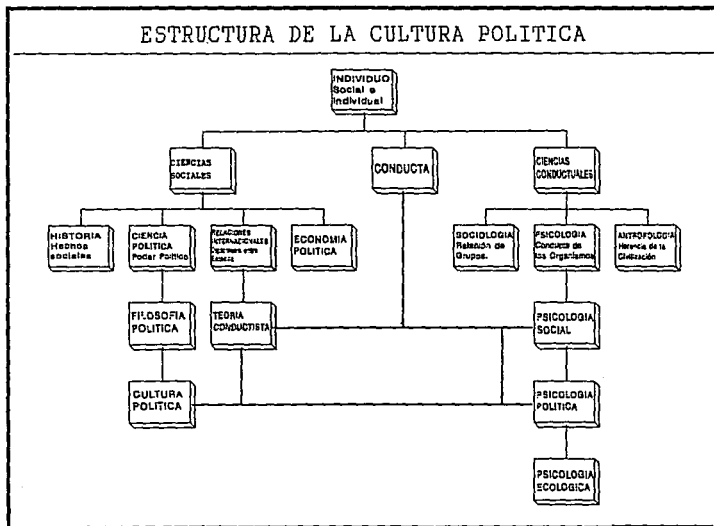 ESTRUCTURA DE LA CULTURA POLITICA
INDIVIDUO
Social e
Individual
CIENCIAS
SOCIALES
CONDUCTA
CIENCIAS
CONDUCTUALES
HISTORIA
Hechos
sociales
CIENCIA
POLITICA
Poder Político
RELACIONES
INTERNACIONALES
entre
ECONOMIA
POLITICA
SOCIOLOGIA
Relación de
Grupos.
PSICOLOGIA
Conducta de
los Organismos
ANTROPOLOGIA
Herencia de la
Civilización
FILOSOFIA
POLITICA
TEORIA
CONDUCTISTA
PSICOLOGIA
SOCIAL
CULTURA
POLITICA
PSICOLOGIA
POLITICA
PSICOLOGIA
ECOLOGICA